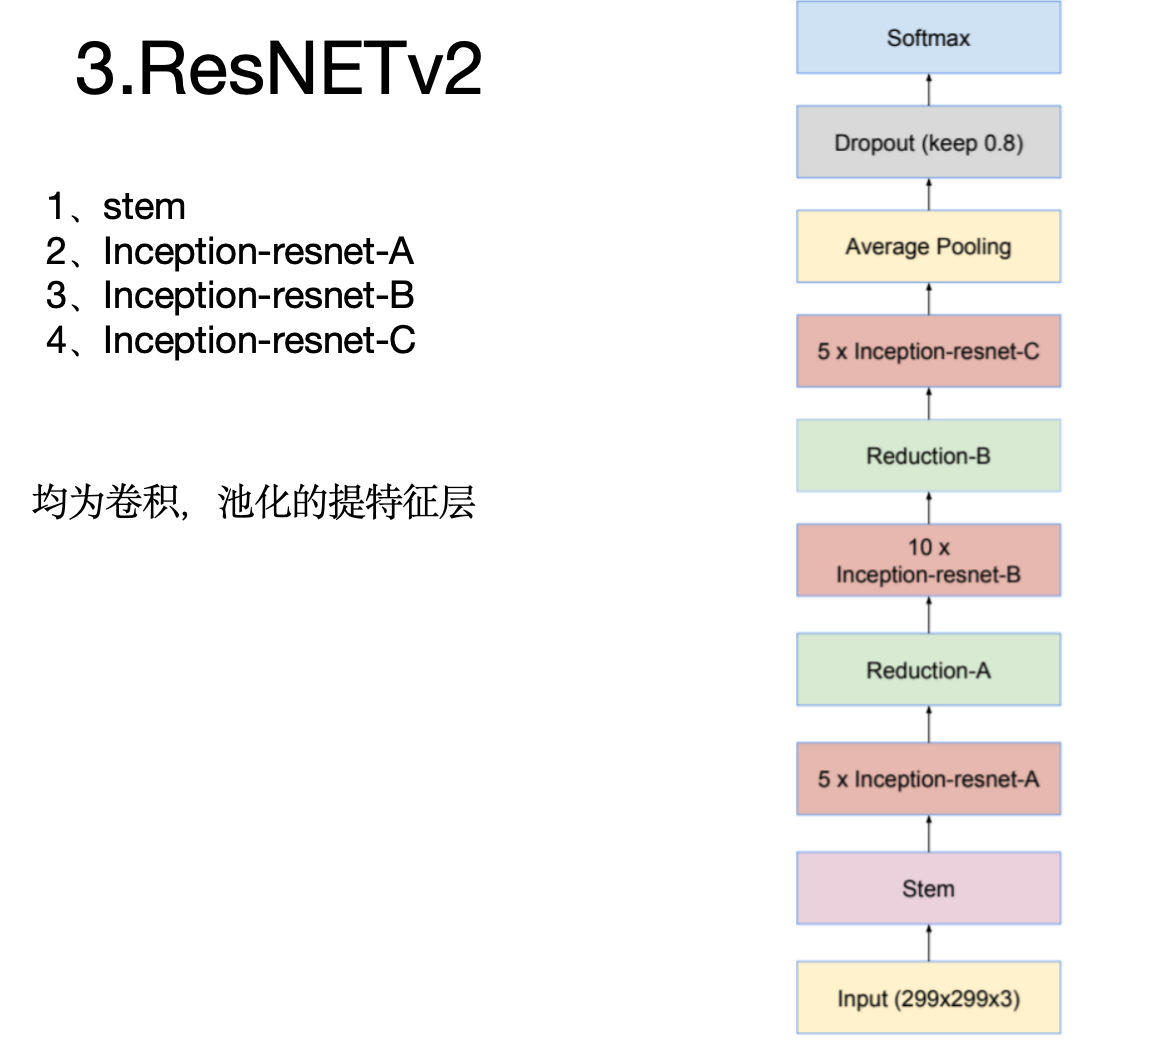 3.ResNETv2
1、stem
2、Inception-resnet-A
3、Inception-resnet-B
4、Inception-resnet-C
均为卷积，池化的提特征层
Softmax
Dropout (keep 0.8)
Average Pooling
5 x Inception-resnet-C
Reduction-B
10 x
Inception-resnet-B
Reduction-A
5 x Inception-resnet-A
Stem
Input (299x299x3)